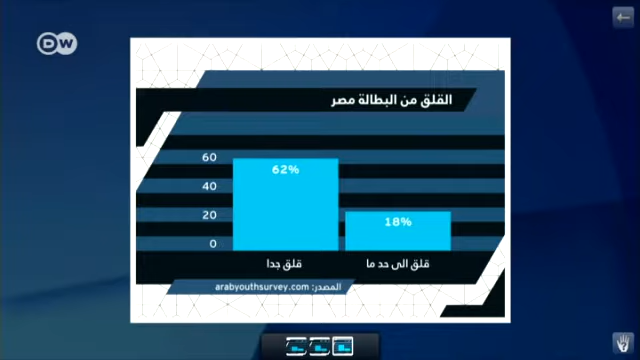 DW
القلق من البطالة مصر
60
40
20
0
62%
18%
قلق جدا
قلق الى حد ما
المصدر: arabyouthsurvey.com